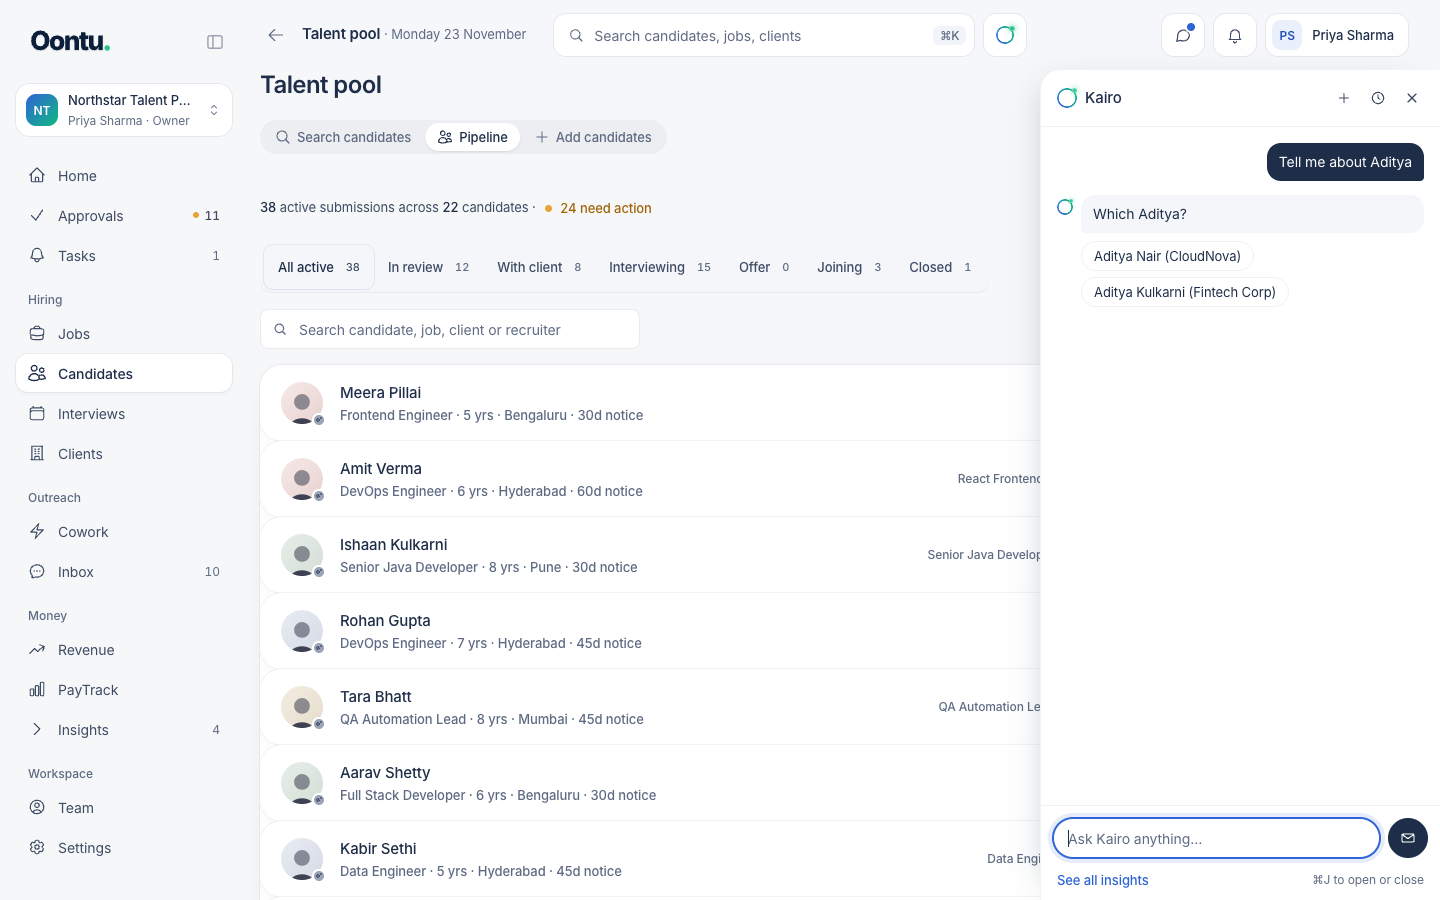 Oontu.
NT
Northstar Talent P...
Priya Sharma · Owner
Home
Approvals 11
Tasks 1
Hiring
Jobs
Candidates
Interviews
Clients
Outreach
Cowork
Inbox 10
Money
Revenue
PayTrack
Insights 4
Workspace
Team
Settings
Talent pool · Monday 23 November
Search candidates, jobs, clients ⌘K
PS Priya Sharma
Talent pool
Search candidates
Pipeline
Add candidates
38 active submissions across 22 candidates · 24 need action
All active 38
In review 12
With client 8
Interviewing 15
Offer 0
Joining 3
Closed 1
Search candidate, job, client or recruiter
Meera Pillai
Frontend Engineer · 5 yrs · Bengaluru · 30d notice
Amit Verma
DevOps Engineer · 6 yrs · Hyderabad · 60d notice
React Frontend
Ishaan Kulkarni
Senior Java Developer · 8 yrs · Pune · 30d notice
Senior Java Develop
Rohan Gupta
DevOps Engineer · 7 yrs · Hyderabad · 45d notice
Tara Bhatt
QA Automation Lead · 8 yrs · Mumbai · 45d notice
QA Automation Le
Aarav Shetty
Full Stack Developer · 6 yrs · Bengaluru · 30d notice
Kabir Sethi
Data Engineer · 5 yrs · Hyderabad · 45d notice
Data Engi
Kairo
Tell me about Aditya
Which Aditya?
Aditya Nair (CloudNova)
Aditya Kulkarni (Fintech Corp)
Ask Kairo anything...
See all insights
⌘J to open or close